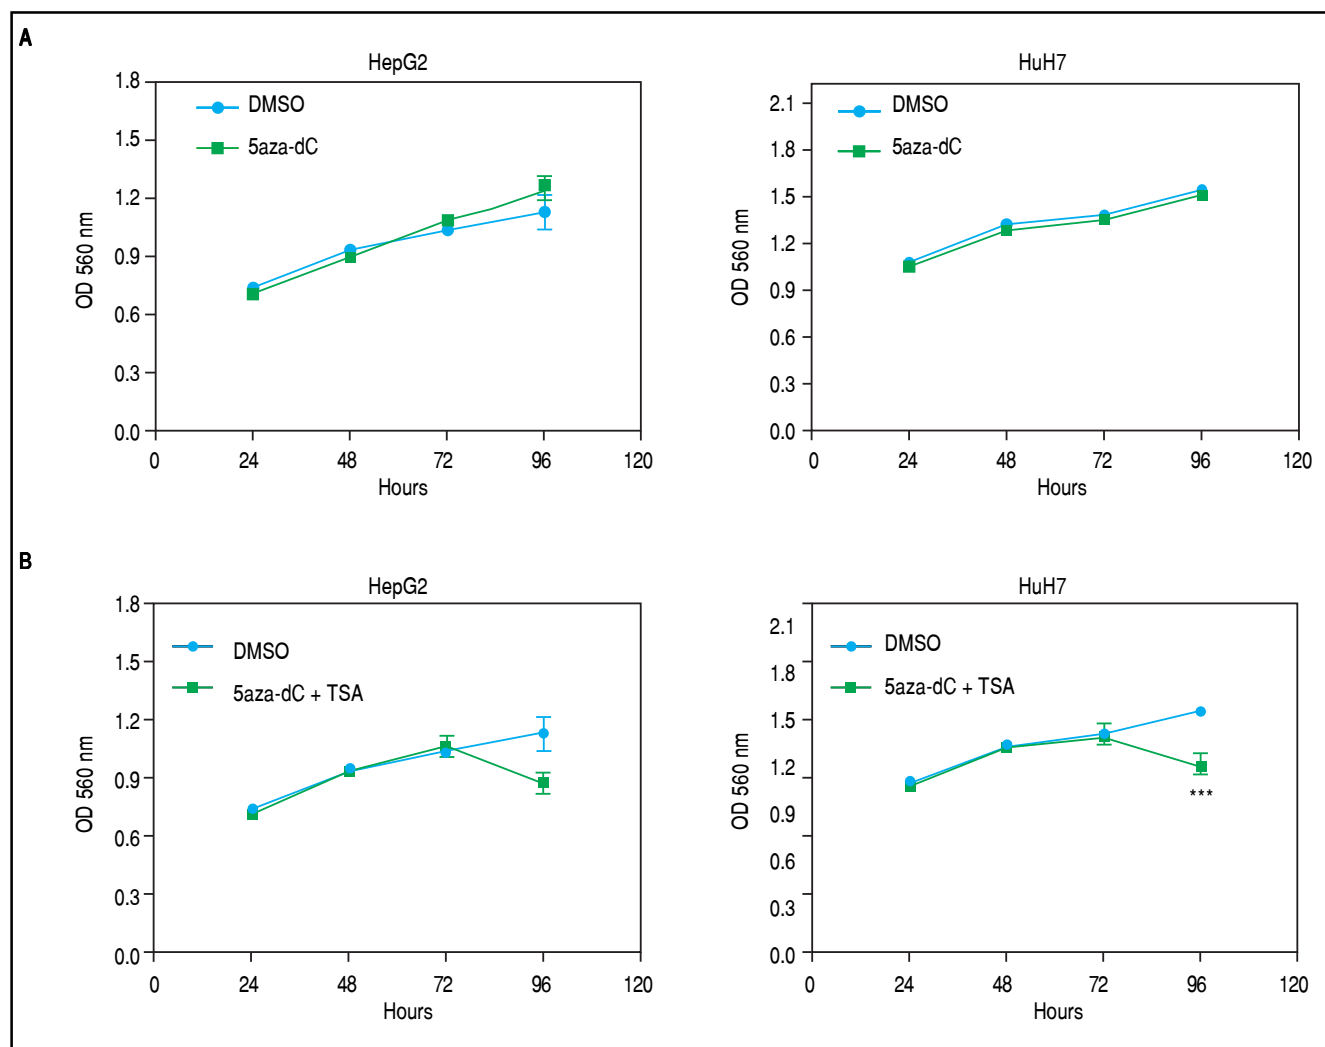 A
HepG2
1.8
1.5
1.2
0.9
0.6
0.3
0.0
OD 560 nm
DMSO
5aza-dC
0 24 48 72 96 120
Hours
HuH7
2.1
1.8
1.5
1.2
0.9
0.6
0.3
0.0
OD 560 nm
DMSO
5aza-dC
0 24 48 72 96 120
Hours
B
HepG2
1.8
1.5
1.2
0.9
0.6
0.3
0.0
OD 560 nm
DMSO
5aza-dC + TSA
0 24 48 72 96 120
Hours
HuH7
2.1
1.8
1.5
1.2
0.9
0.6
0.3
0.0
OD 560 nm
DMSO
5aza-dC + TSA
***
0 24 48 72 96 120
Hours